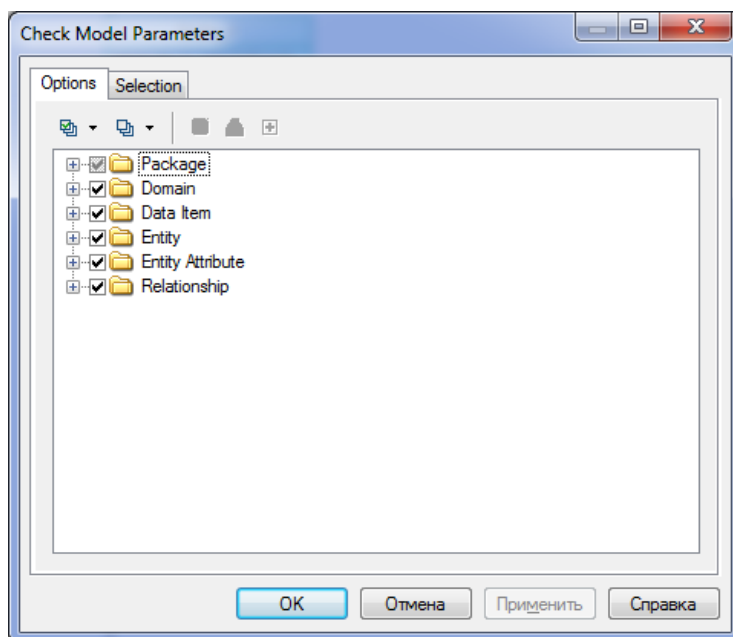 Check Model Parameters
Options Selection
Package
Domain
Data Item
Entity
Entity Attribute
Relationship
OK Отмена Применить Справка